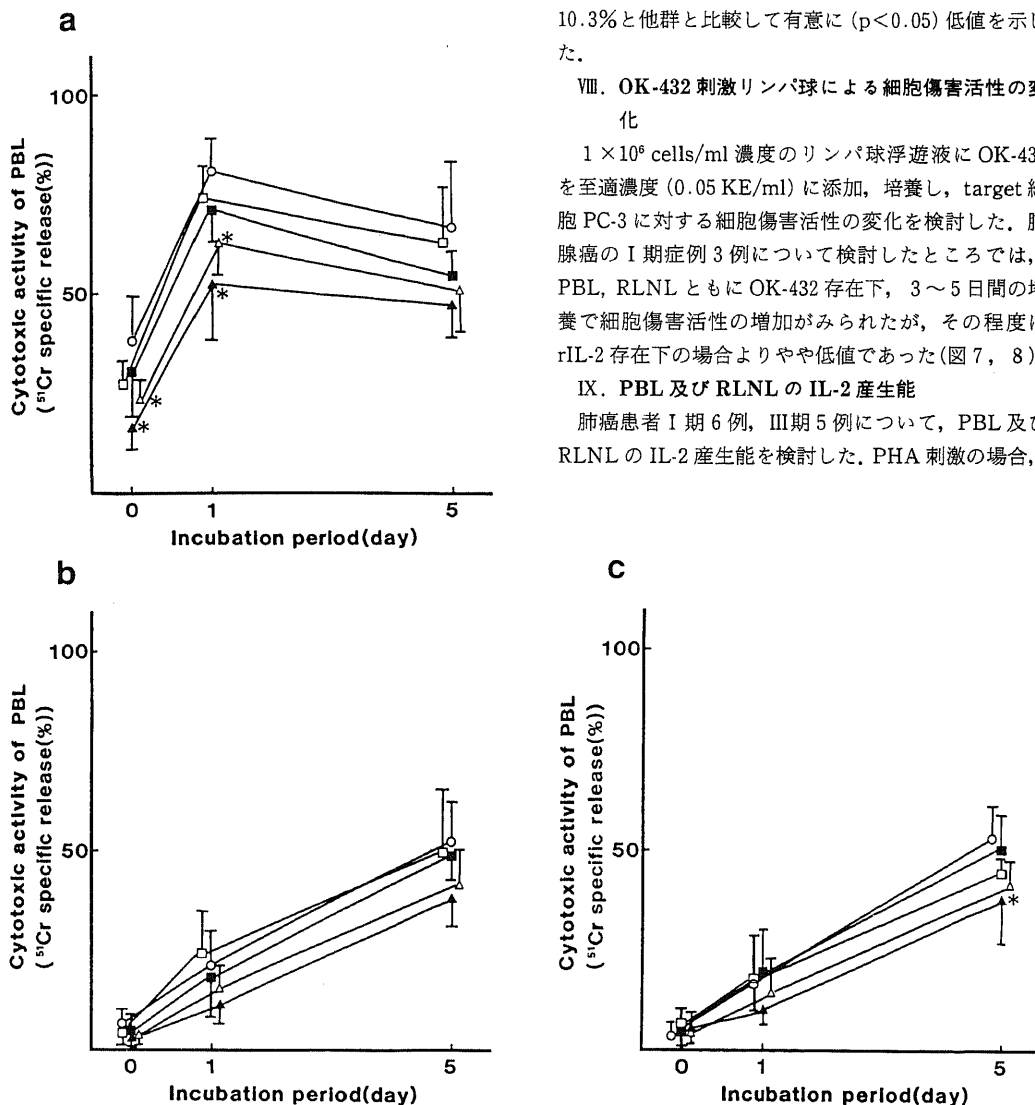 a
100
50
Cytotoxic activity of PBL
(⁵¹Cr specific release(%))
*
*
*
*
0
1
5
Incubation period(day)
10.3%と他群と比較して有意に(p<0.05)低値を示し
た.
Ⅷ. OK-432 刺激リンパ球による細胞傷害活性の変
化
1×10⁶ cells/ml 濃度のリンパ球浮遊液に OK-43
を至適濃度 (0.05 KE/ml) に添加, 培養し, target 細
胞 PC-3 に対する細胞傷害活性の変化を検討した.
腺癌の I 期症例 3 例について検討したところでは,
PBL, RLNL ともに OK-432 存在下, 3〜5 日間の培
養で細胞傷害活性の増加がみられたが, その程度は
rIL-2 存在下の場合よりやや低値であった(図 7, 8)
Ⅸ. PBL 及び RLNL の IL-2 産生能
肺癌患者 I 期 6 例, Ⅲ期 5 例について, PBL 及び
RLNL の IL-2 産生能を検討した. PHA 刺激の場合,
b
100
50
Cytotoxic activity of PBL
(⁵¹Cr specific release(%))
0
1
5
Incubation period(day)
c
100
50
Cytotoxic activity of PBL
(⁵¹Cr specific release(%))
*
0
1
5
Incubation period(day)